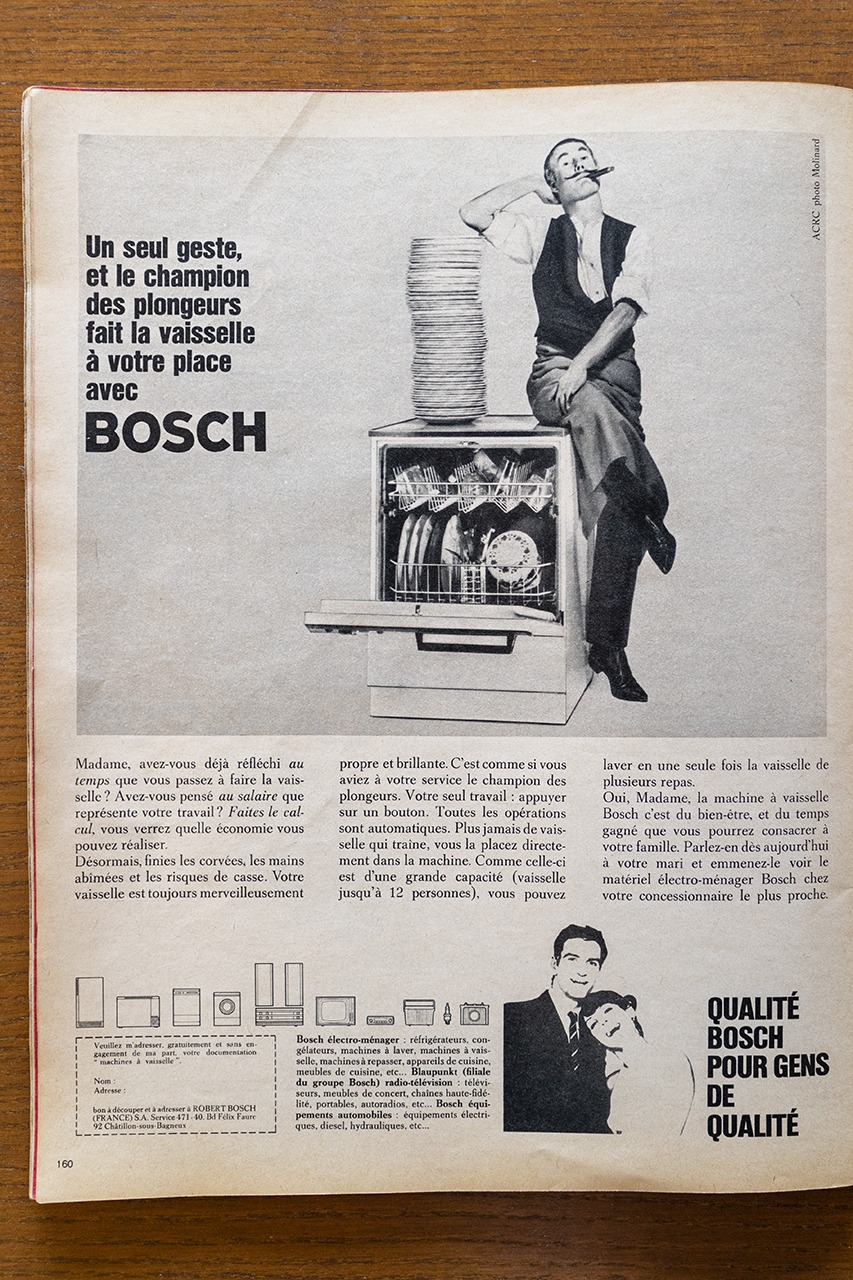 ACRC photo Molinard
Un seul geste,
et le champion
des plongeurs
fait la vaisselle
à votre place
avec
BOSCH
Madame, avez-vous déjà réfléchi au
temps que vous passez à faire la vais-
selle ? Avez-vous pensé au salaire que
représente votre travail ? Faites le cal-
cul, vous verrez quelle économie vous
pouvez réaliser.
Désormais, finies les corvées, les mains
abîmées et les risques de casse. Votre
vaisselle est toujours merveilleusement
propre et brillante. C'est comme si vous
aviez à votre service le champion des
plongeurs. Votre seul travail : appuyer
sur un bouton. Toutes les opérations
sont automatiques. Plus jamais de vais-
selle qui traîne, vous la placez directe-
ment dans la machine. Comme celle-ci
est d'une grande capacité (vaisselle
jusqu'à 12 personnes), vous pouvez
laver en une seule fois la vaisselle de
plusieurs repas.
Oui, Madame, la machine à vaisselle
Bosch c'est du bien-être, et du temps
gagné que vous pourrez consacrer à
votre famille. Parlez-en dès aujourd'hui
à votre mari et emmenez-le voir le
matériel électro-ménager Bosch chez
votre concessionnaire le plus proche.
Veuillez m'adresser, gratuitement et sans en-
gagement de ma part, votre documentation
"machines à vaisselle".
Nom :
Adresse :
bon à découper et à adresser à ROBERT BOSCH
(FRANCE) S.A. Service 471-40. Bd Félix Faure
92 Châtillon-sous-Bagneux
Bosch électro-ménager : réfrigérateurs, con-
gélateurs, machines à laver, machines à vais-
selle, machines à repasser, appareils de cuisine,
meubles de cuisine, etc... Blaupunkt (filiale
du groupe Bosch) radio-télévision : télévi-
seurs, meubles de concert, chaînes haute-fidé-
lité, portables, autoradios, etc... Bosch équi-
pements automobiles : équipements électri-
ques, diesel, hydrauliques, etc...
QUALITÉ
BOSCH
POUR GENS
DE
QUALITÉ
160